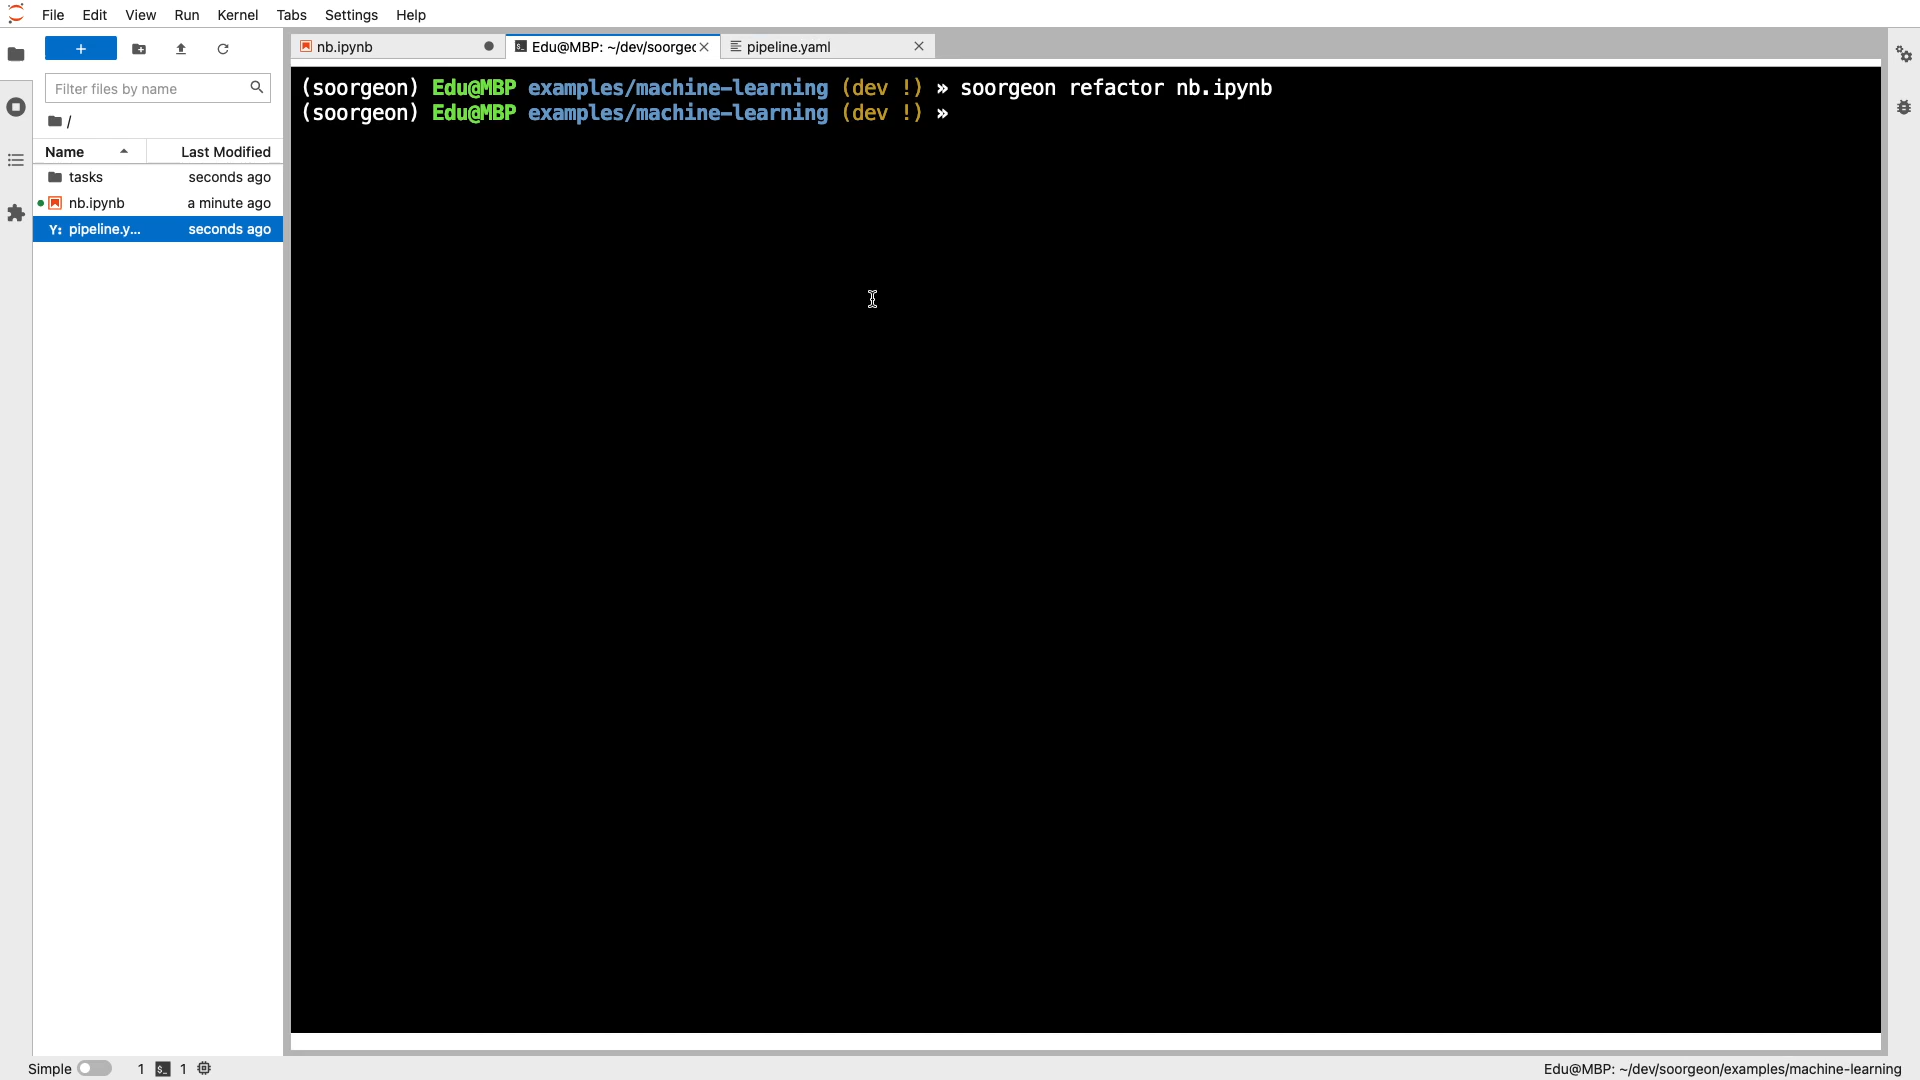 File Edit View Run Kernel Tabs Settings Help
+
nb.ipynb
Edu@MBP: ~/dev/soorgec
pipeline.yaml
Filter files by name
/
Name Last Modified
tasks seconds ago
nb.ipynb a minute ago
Y: pipeline.y... seconds ago
(soorgeon) Edu@MBP examples/machine-learning (dev !) » soorgeon refactor nb.ipynb
(soorgeon) Edu@MBP examples/machine-learning (dev !) »
Simple 1 $_ 1
Edu@MBP: ~/dev/soorgeon/examples/machine-learning